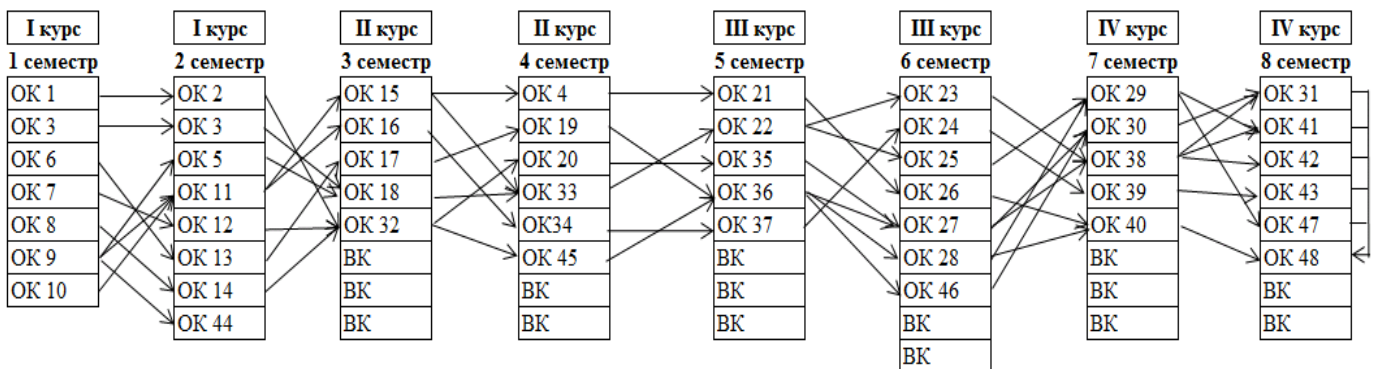 I курс
1 семестр
ОК 1
ОК 3
ОК 6
ОК 7
ОК 8
ОК 9
ОК 10
I курс
2 семестр
ОК 2
ОК 3
ОК 5
ОК 11
ОК 12
ОК 13
ОК 14
ОК 44
II курс
3 семестр
ОК 15
ОК 16
ОК 17
ОК 18
ОК 32
ВК
ВК
ВК
II курс
4 семестр
ОК 4
ОК 19
ОК 20
ОК 33
ОК34
ОК 45
ВК
ВК
III курс
5 семестр
ОК 21
ОК 22
ОК 35
ОК 36
ОК 37
ВК
ВК
ВК
III курс
6 семестр
ОК 23
ОК 24
ОК 25
ОК 26
ОК 27
ОК 28
ОК 46
ВК
ВК
IV курс
7 семестр
ОК 29
ОК 30
ОК 38
ОК 39
ОК 40
ВК
ВК
ВК
IV курс
8 семестр
ОК 31
ОК 41
ОК 42
ОК 43
ОК 47
ОК 48
ВК
ВК